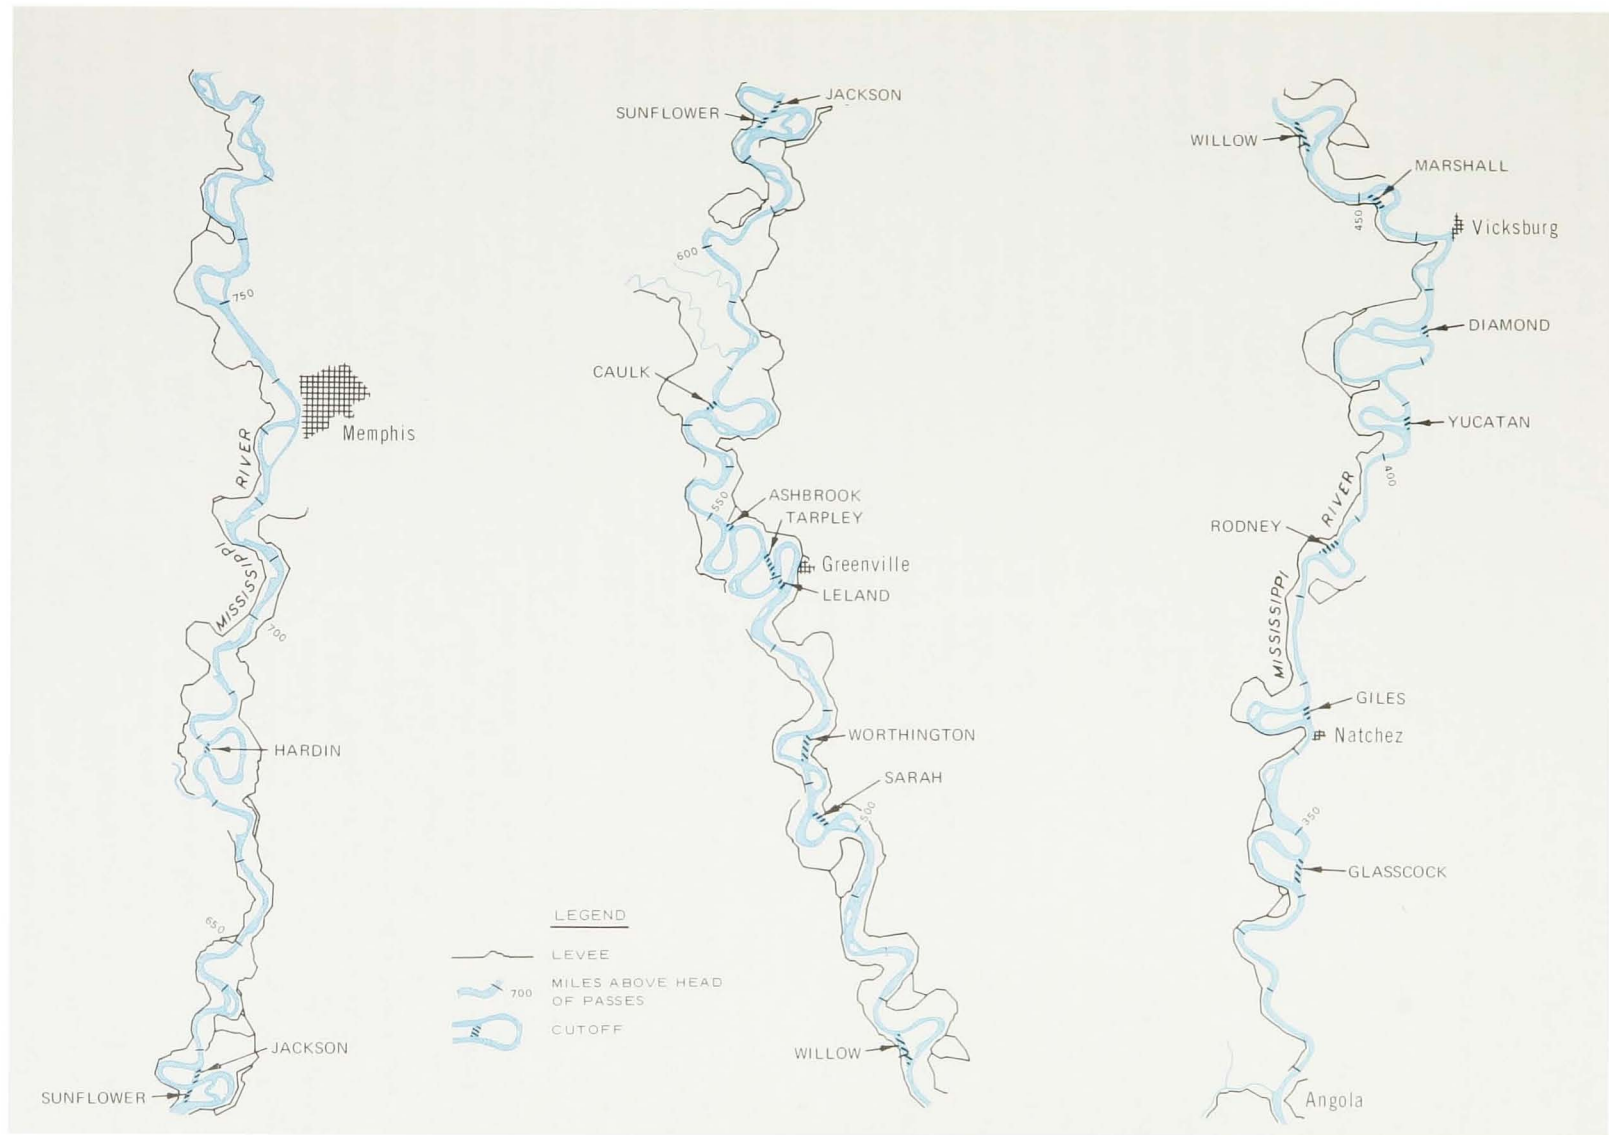 750
Memphis
RIVER
MISSISSIPPI
700
HARDIN
650
JACKSON
SUNFLOWER
JACKSON
SUNFLOWER
600
CAULK
550
ASHBROOK
TARPLEY
Greenville
LELAND
WORTHINGTON
SARAH
500
WILLOW
LEGEND
LEVEE
700
MILES ABOVE HEAD
OF PASSES
CUTOFF
WILLOW
MARSHALL
450
Vicksburg
DIAMOND
YUCATAN
400
RIVER
RODNEY
MISSISSIPPI
GILES
Natchez
350
GLASSCOCK
Angola